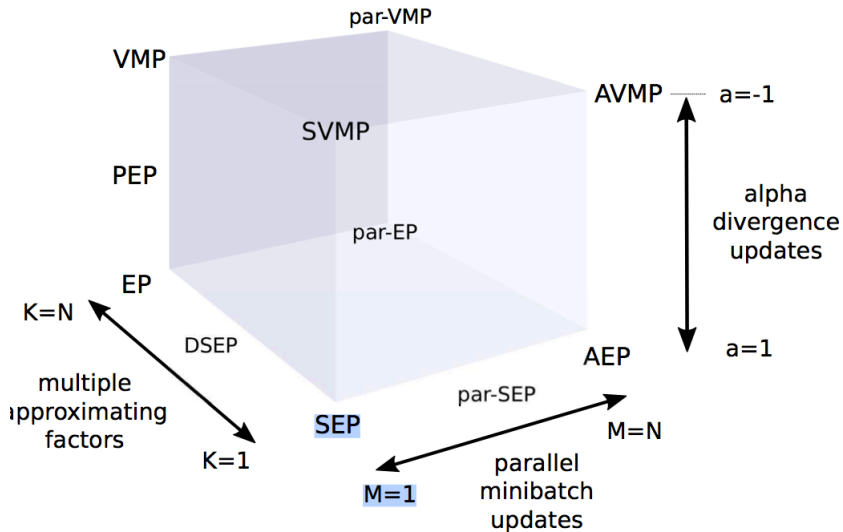 par-VMP
VMP
AVMP
a=-1
SVMP
PEP
alpha
divergence
updates
par-EP
EP
K=N
DSEP
AEP
a=1
multiple
approximating
factors
par-SEP
SEP
K=1
M=N
M=1
parallel
minibatch
updates